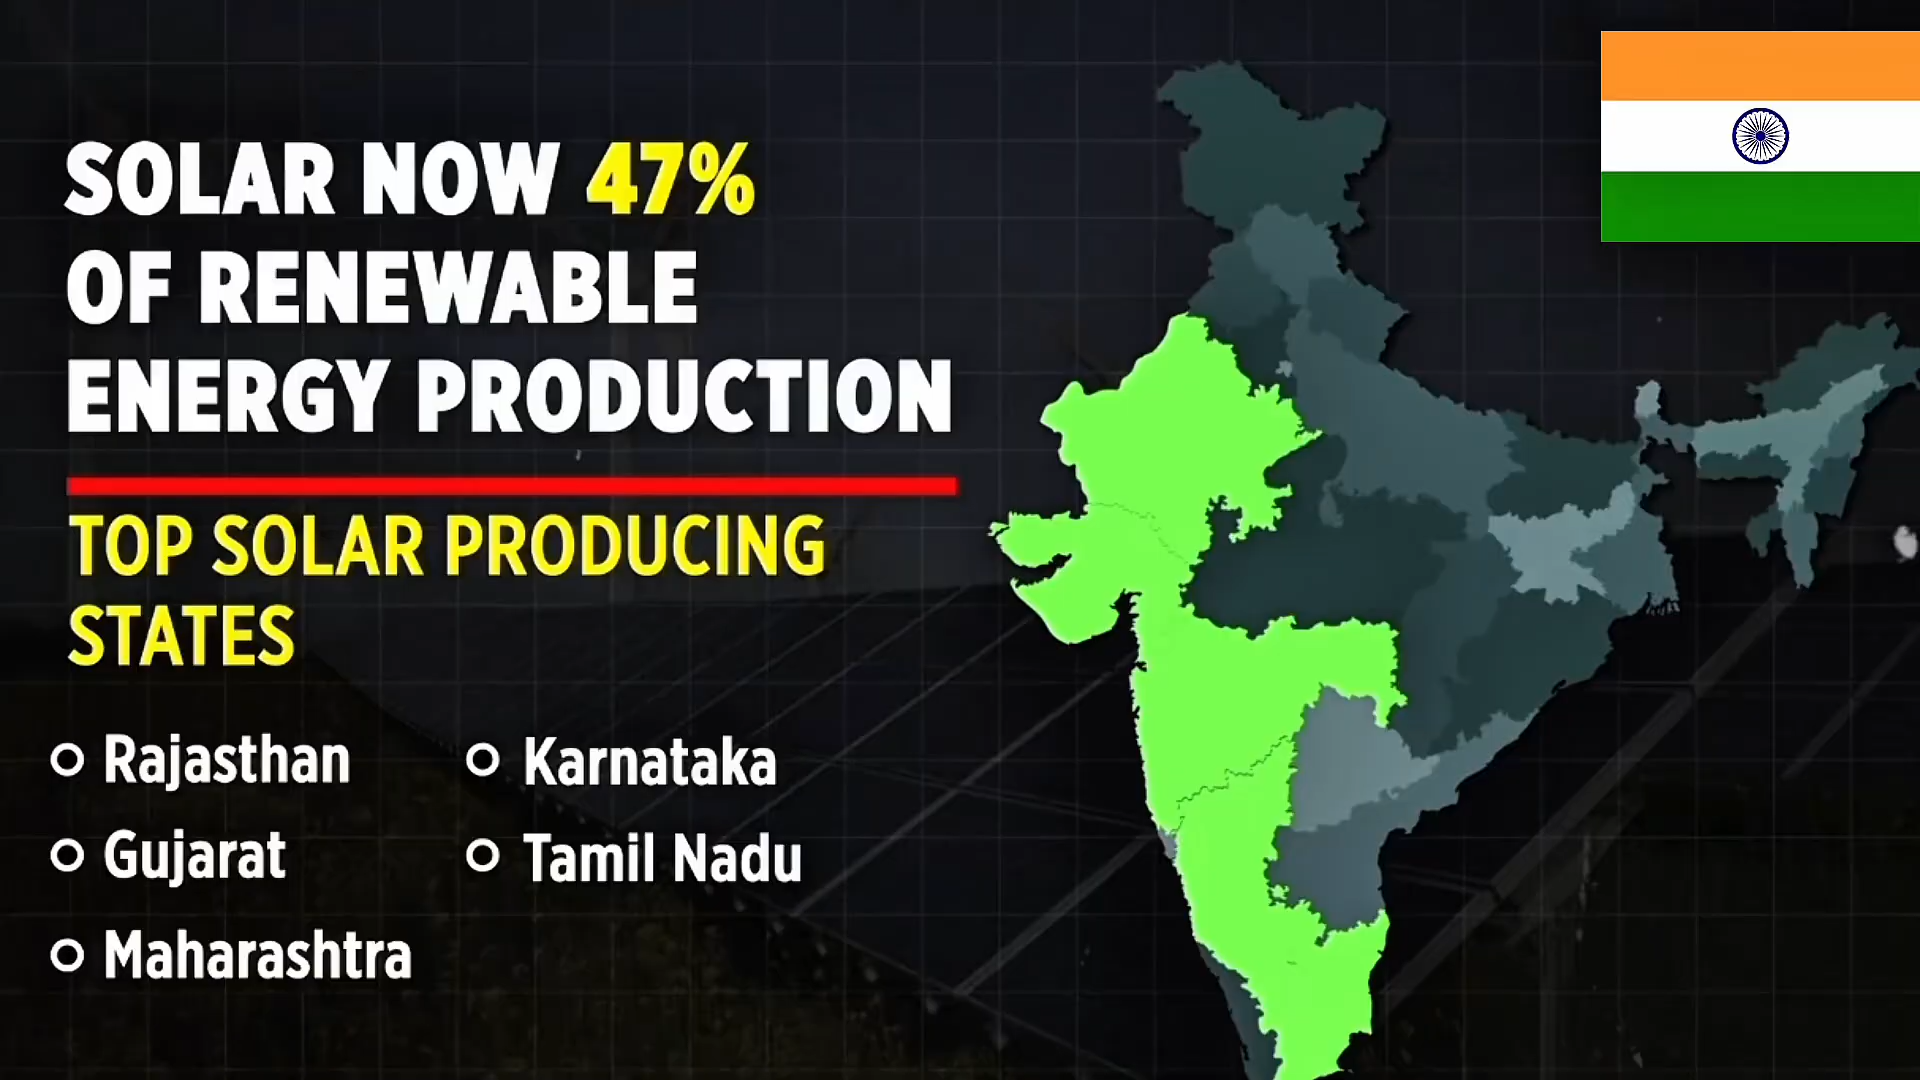 SOLAR NOW 47%
OF RENEWABLE
ENERGY PRODUCTION
TOP SOLAR PRODUCING
STATES
Rajasthan
Gujarat
Maharashtra
Karnataka
Tamil Nadu